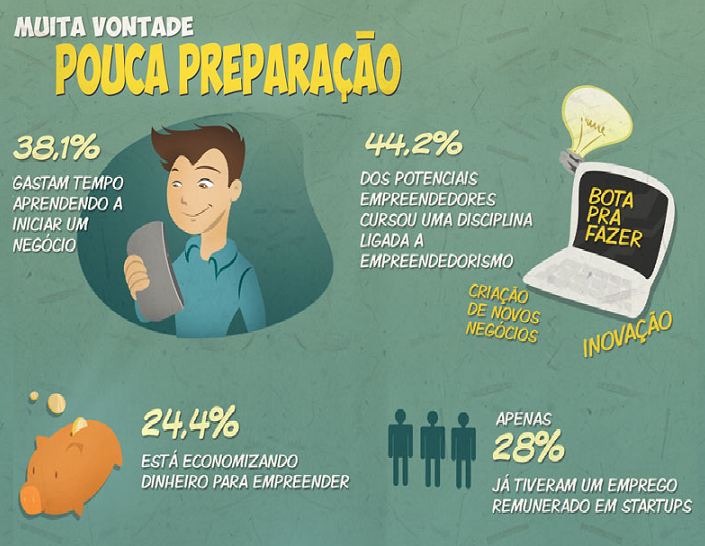 MUITA VONTADE
POUCA PREPARAÇÃO
38,1%
GASTAM TEMPO
APRENDENDO A
INICIAR UM
NEGÓCIO
44,2%
DOS POTENCIAIS
EMPREENDEDORES
CURSOU UMA DISCIPLINA
LIGADA A
EMPREENDEDORISMO
BOTA
PRA
FAZER
CRIAÇÃO
DE NOVOS
NEGÓCIOS
INOVAÇÃO
24,4%
ESTÁ ECONOMIZANDO
DINHEIRO PARA EMPREENDER
APENAS
28%
JÁ TIVERAM UM EMPREGO
REMUNERADO EM STARTUPS